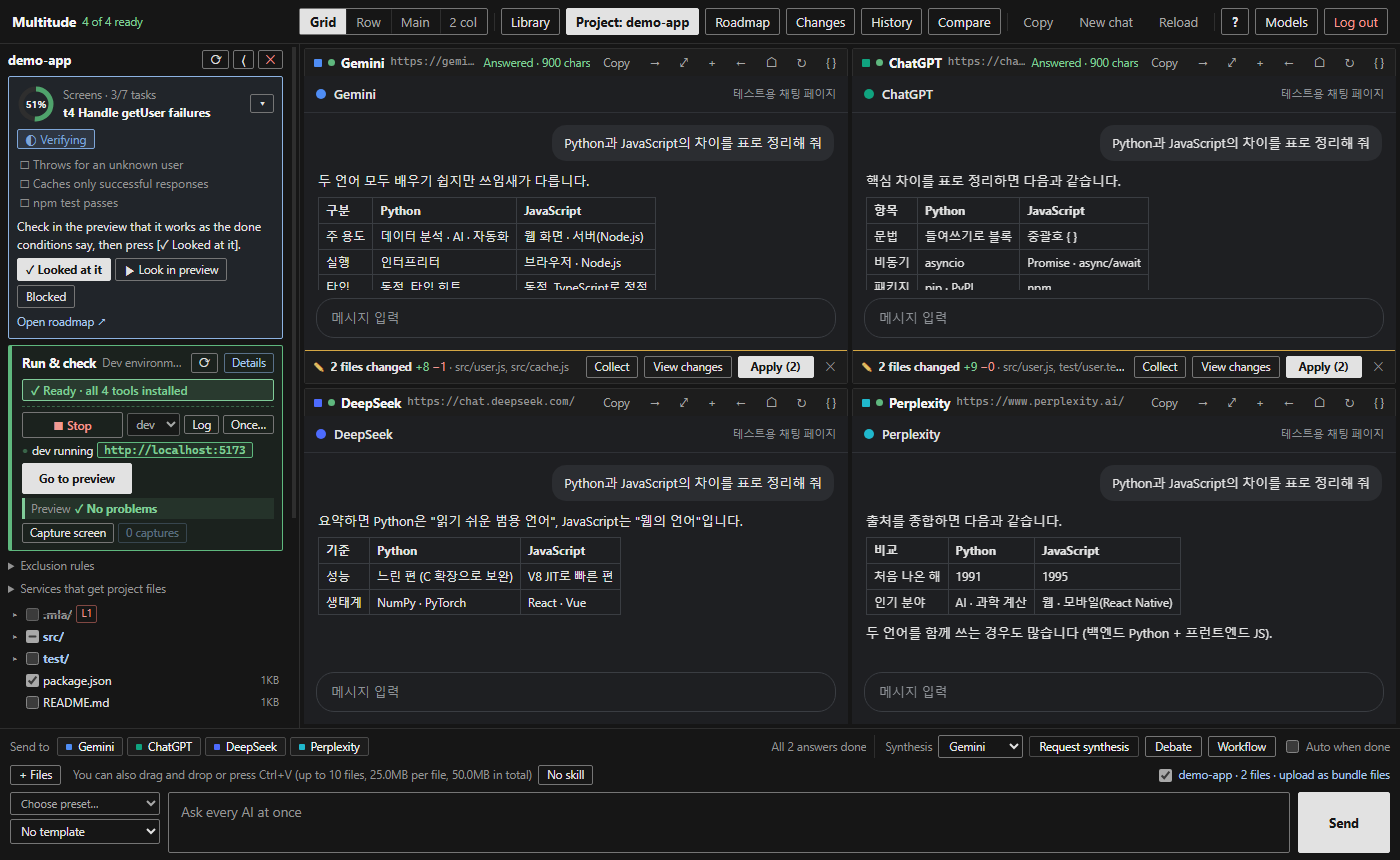 Multitude 4 of 4 ready
Grid Row Main 2 col Library Project: demo-app Roadmap Changes History Compare Copy New chat Reload ? Models Log out
demo-app
51%
Screens · 3/7 tasks
t4 Handle getUser failures
Verifying
Throws for an unknown user
Caches only successful responses
npm test passes
Check in the preview that it works as the done
conditions say, then press [✓ Looked at it].
✓ Looked at it ▶ Look in preview
Blocked
Open roadmap ↗
Run & check Dev environm... Details
✓ Ready · all 4 tools installed
Stop dev Log Once...
dev running http://localhost:5173
Go to preview
Preview ✓ No problems
Capture screen 0 captures
Exclusion rules
Services that get project files
.mla/ L1
src/
test/
package.json 1KB
README.md 1KB
Gemini https://gemi... Answered · 900 chars Copy → ⤢ + ← ↻ { }
Gemini 테스트용 채팅 페이지
Python과 JavaScript의 차이를 표로 정리해 줘
두 언어 모두 배우기 쉽지만 쓰임새가 다릅니다.
구분 Python JavaScript
주 용도 데이터 분석 · AI · 자동화 웹 화면 · 서버(Node.js)
실행 인터프리터 브라우저 · Node.js
타입 동적, 타입 힌트 동적, TypeScript로 정적
메시지 입력
2 files changed +8 −1 · src/user.js, src/cache.js Collect View changes Apply (2)
ChatGPT https://cha... Answered · 900 chars Copy → ⤢ + ← ↻ { }
ChatGPT 테스트용 채팅 페이지
Python과 JavaScript의 차이를 표로 정리해 줘
핵심 차이를 표로 정리하면 다음과 같습니다.
항목 Python JavaScript
문법 들여쓰기로 블록 중괄호 { }
비동기 asyncio Promise · async/await
패키지 pip · PyPI npm
메시지 입력
2 files changed +9 −0 · src/user.js, test/user.te... Collect View changes Apply (2)
DeepSeek https://chat.deepseek.com/ Copy → ⤢ + ← ↻ { }
DeepSeek 테스트용 채팅 페이지
Python과 JavaScript의 차이를 표로 정리해 줘
요약하면 Python은 "읽기 쉬운 범용 언어", JavaScript는 "웹의 언어"입니다.
기준 Python JavaScript
성능 느린 편 (C 확장으로 보완) V8 JIT로 빠른 편
생태계 NumPy · PyTorch React · Vue
메시지 입력
Perplexity https://www.perplexity.ai/ Copy → ⤢ + ← ↻ { }
Perplexity 테스트용 채팅 페이지
Python과 JavaScript의 차이를 표로 정리해 줘
출처를 종합하면 다음과 같습니다.
비교 Python JavaScript
처음 나온 해 1991 1995
인기 분야 AI · 과학 계산 웹 · 모바일(React Native)
두 언어를 함께 쓰는 경우도 많습니다 (백엔드 Python + 프런트엔드 JS).
메시지 입력
Send to Gemini ChatGPT DeepSeek Perplexity All 2 answers done Synthesis Gemini Request synthesis Debate Workflow Auto when done
+ Files You can also drag and drop or press Ctrl+V (up to 10 files, 25.0MB per file, 50.0MB in total) No skill demo-app · 2 files · upload as bundle files
Choose preset...
No template
Ask every AI at once
Send